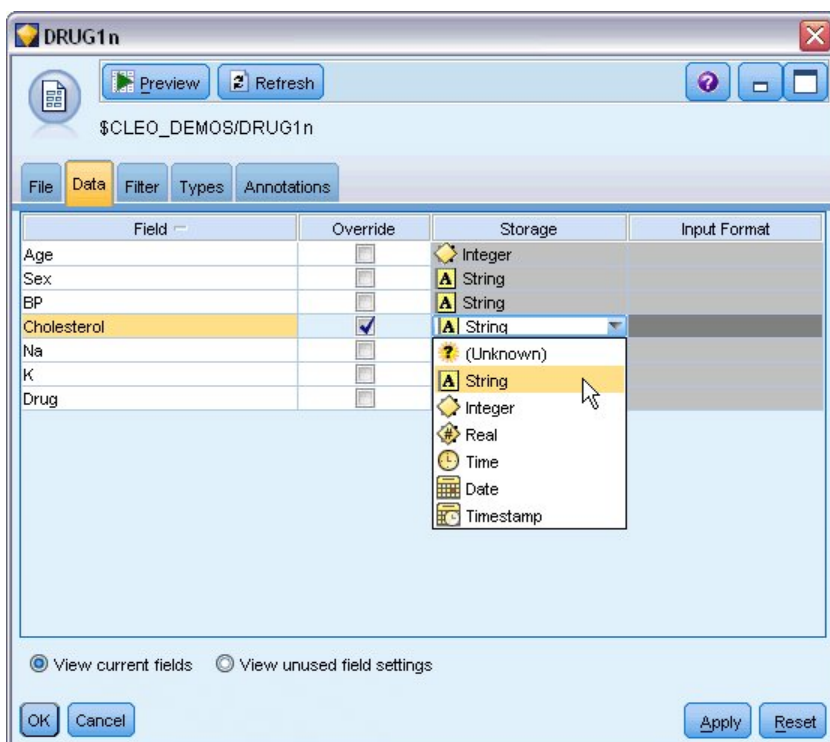 DRUG1n
Preview Refresh
$CLEO_DEMOS/DRUG1n
File Data Filter Types Annotations
Field Override Storage Input Format
Age Integer
Sex A String
BP A String
Cholesterol A String
Na ? (Unknown)
K A String
Drug Integer
# Real
Time
Date
Timestamp
View current fields View unused field settings
OK Cancel Apply Reset